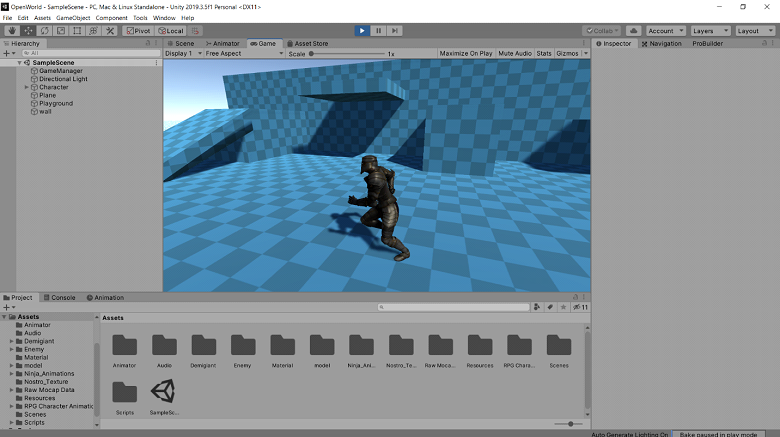 OpenWorld - SampleScene - PC, Mac & Linux Standalone - Unity 2019.3.5f1 Personal <DX11>
File Edit Assets GameObject Component Tools Window Help
Pivot Local Collab Account Layers Layout
Hierarchy Scene Animator Game Asset Store Inspector Navigation ProBuilder
All Display 1 Free Aspect Scale 1x Maximize On Play Mute Audio Stats Gizmos
SampleScene
GameManager
Directional Light
Character
Plane
Playground
wall
Project Console Animation
11
Assets
Animator
Audio
Demigiant
Enemy
Material
model
Ninja_Animations
Nostro_Texture
Raw Mocap Data
Resources
RPG Character Animatic
Scenes
Scripts
Assets
Animator Audio Demigiant Enemy Material model Ninja_Ani... Nostro_Te... Raw Moca... Resources RPG Chara... Scenes
Scripts SampleSc...
Auto Generate Lighting On Bake paused in play mode